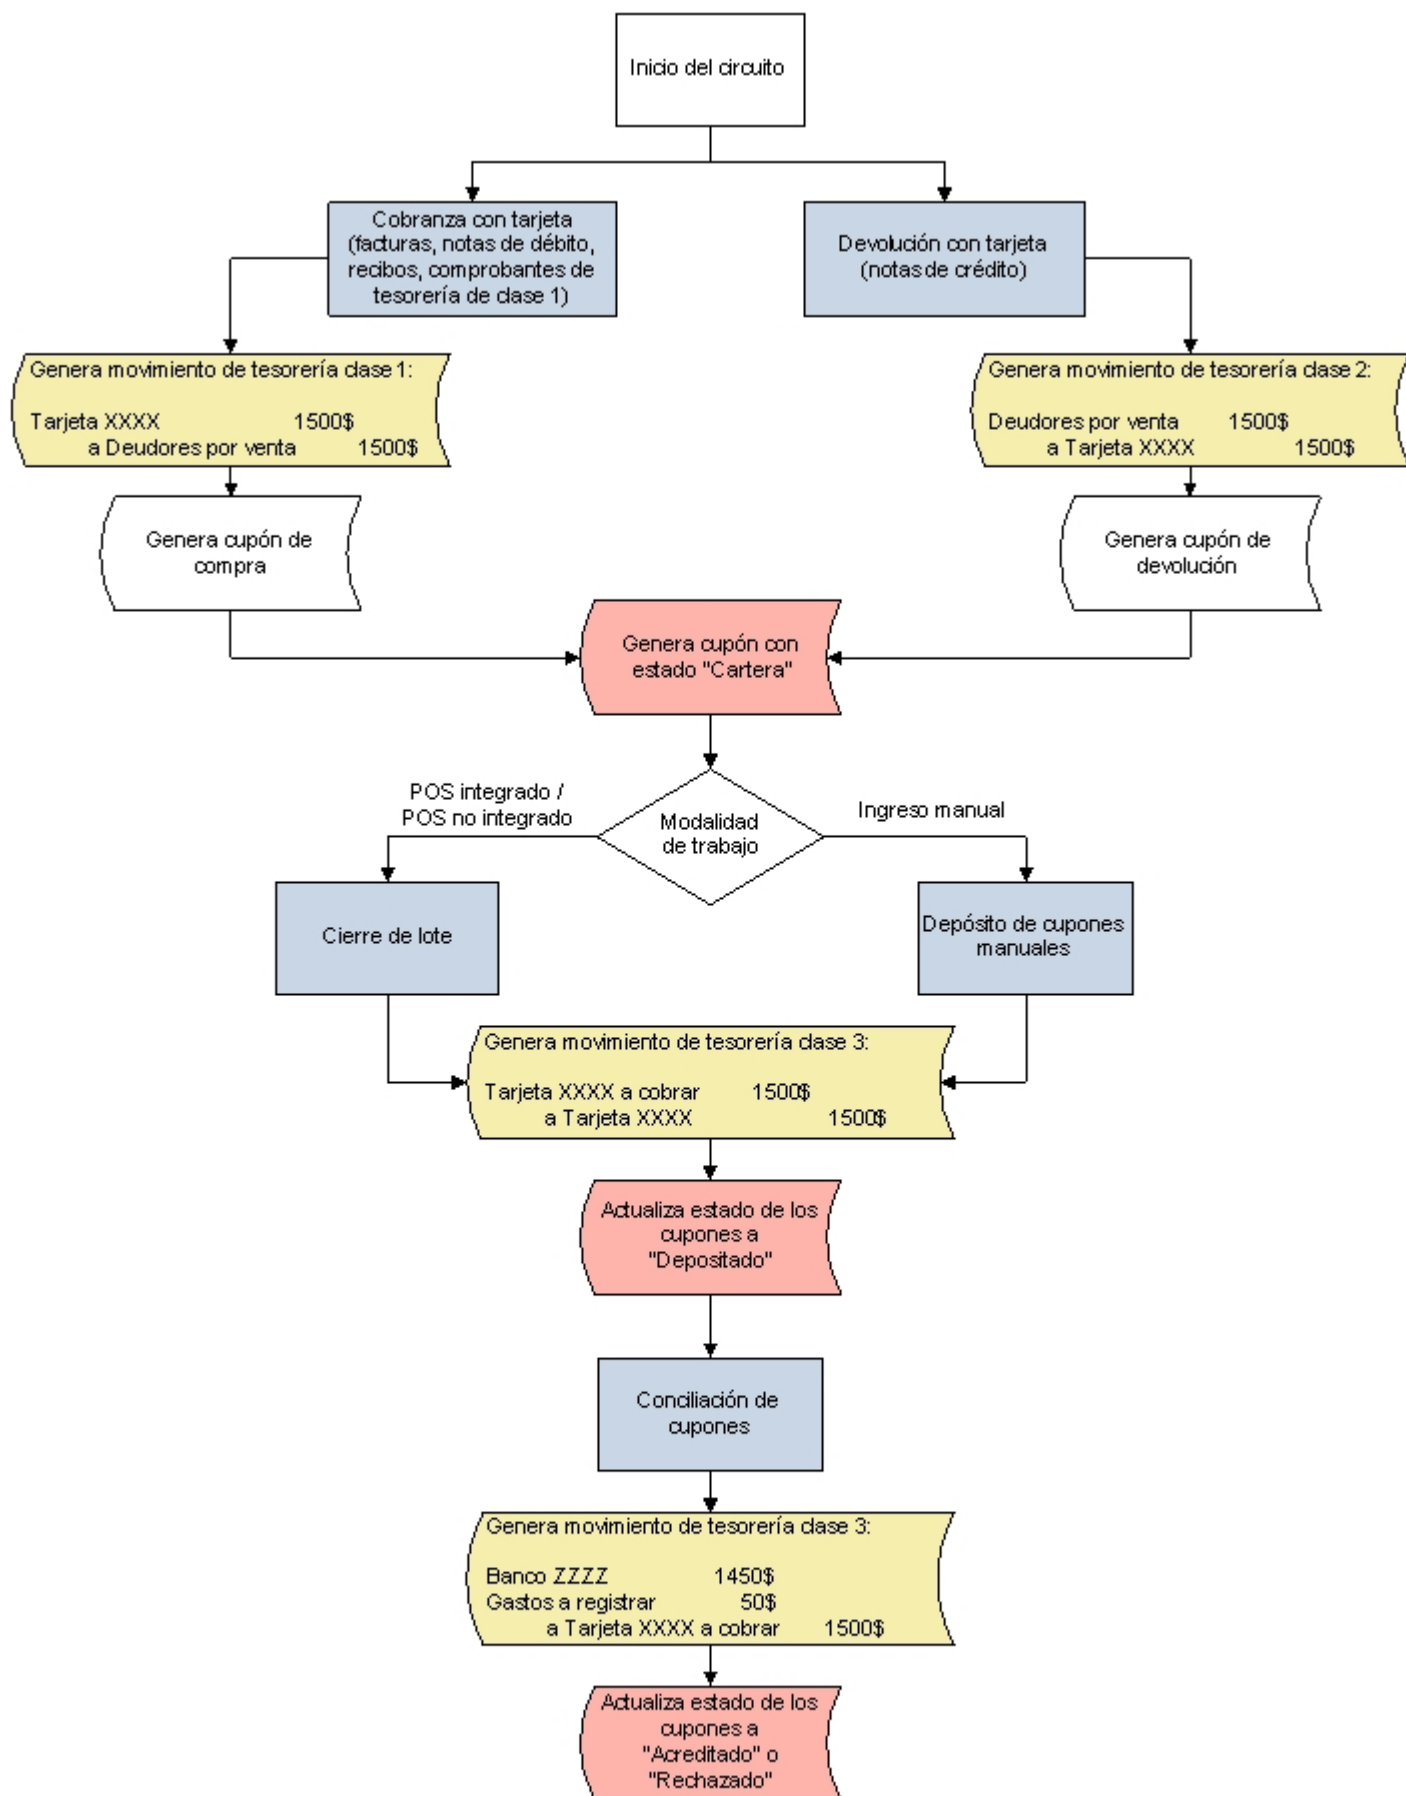 Inicio del circuito
Cobranza con tarjeta
(facturas, notas de débito,
recibos, comprobantes de
tesorería de clase 1)
Devolución con tarjeta
(notas de crédito)
Genera movimiento de tesorería clase 1:
Tarjeta XXXX 1500$
a Deudores por venta 1500$
Genera movimiento de tesorería clase 2:
Deudores por venta 1500$
a Tarjeta XXXX 1500$
Genera cupón de
compra
Genera cupón de
devolución
Genera cupón con
estado "Cartera"
POS integrado /
POS no integrado
Modalidad
de trabajo
Ingreso manual
Cierre de lote
Depósito de cupones
manuales
Genera movimiento de tesorería clase 3:
Tarjeta XXXX a cobrar 1500$
a Tarjeta XXXX 1500$
Actualiza estado de los
cupones a
"Depositado"
Conciliación de
cupones
Genera movimiento de tesorería clase 3:
Banco ZZZZ 1450$
Gastos a registrar 50$
a Tarjeta XXXX a cobrar 1500$
Actualiza estado de los
cupones a
"Acreditado" o
"Rechazado"